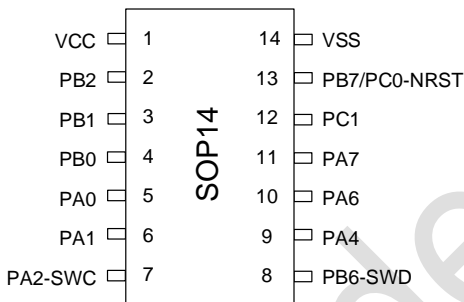 VCC 1 14 VSS
PB2 2 13 PB7/PC0-NRST
PB1 3 12 PC1
PB0 4 11 PA7
PA0 5 10 PA6
PA1 6 9 PA4
PA2-SWC 7 8 PB6-SWD
SOP14